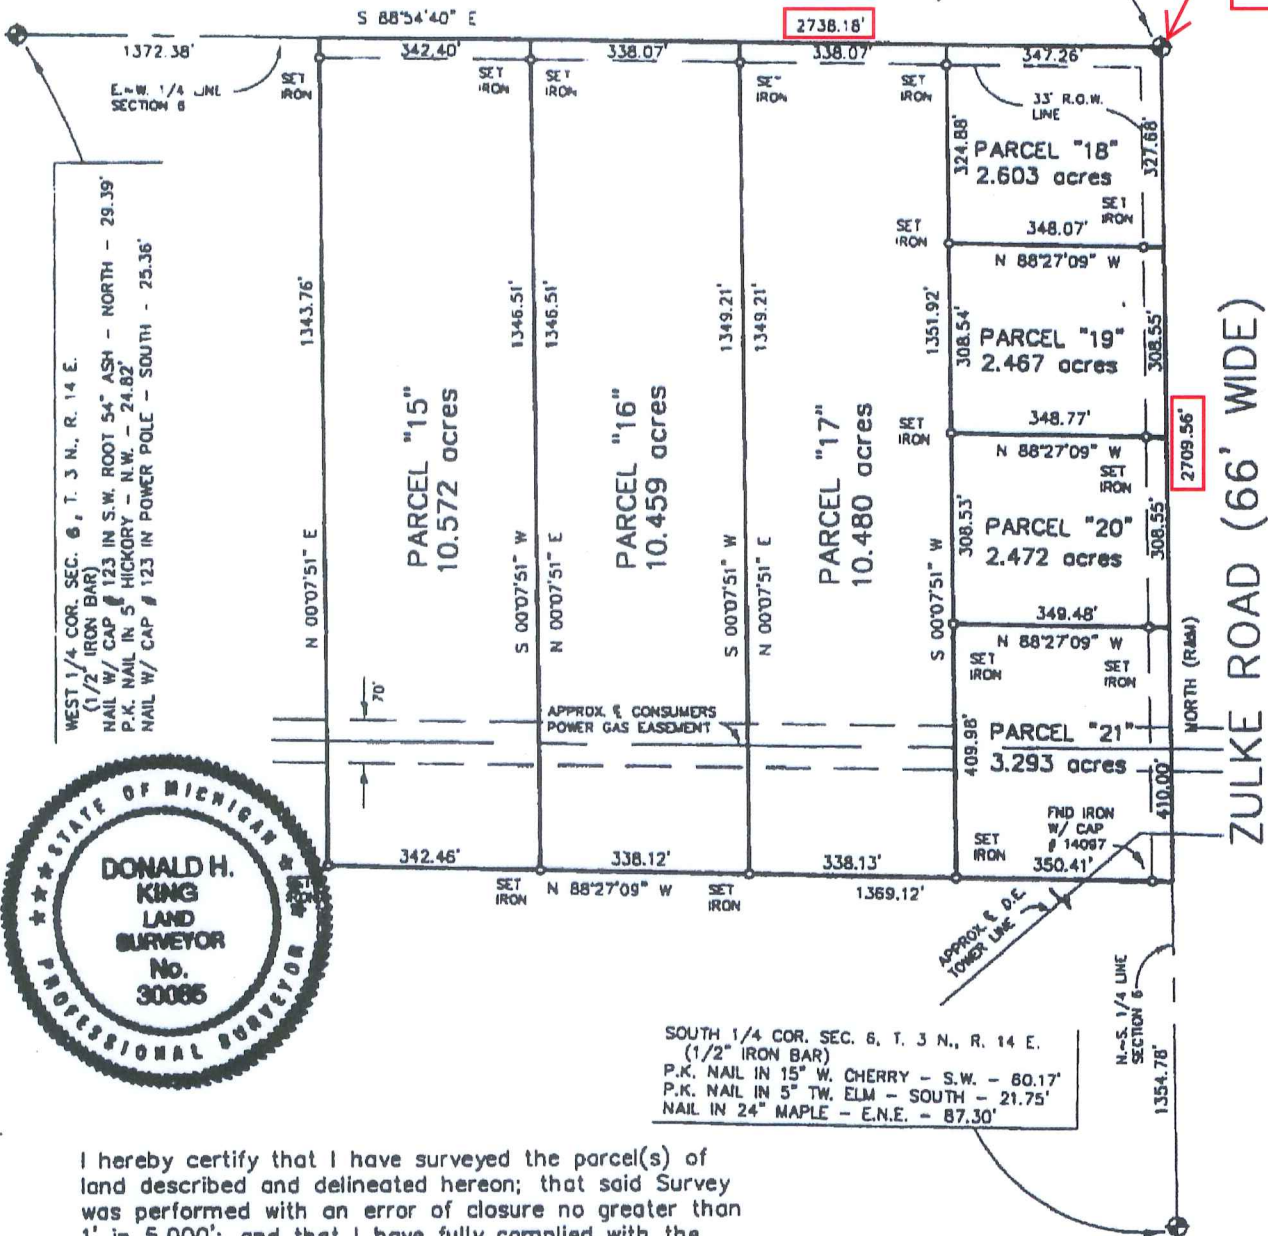 S 88°54'40" E
2738.18'
1372.38'
342.40'
338.07'
338.07'
347.26'
E.-W. 1/4 LINE
SECTION 6
SET
IRON
SET
IRON
SET
IRON
SET
IRON
SET
IRON
33' R.O.W.
LINE
324.88'
PARCEL "18"
2.603 acres
327.68'
SET
IRON
SET
IRON
348.07'
N 88°27'09" W
WEST 1/4 COR. SEC. 6, T. 3 N., R. 14 E.
(1/2" IRON BAR)
NAIL W/ CAP # 123 IN S.W. ROOT 54" ASH - NORTH - 29.39'
P.K. NAIL IN 5" HICKORY - N.W. - 24.82'
NAIL W/ CAP # 123 IN POWER POLE - SOUTH - 25.36'
1343.76'
1346.51'
1346.51'
1349.21'
1349.21'
1351.92'
308.54'
PARCEL "19"
2.467 acres
308.55'
SET
IRON
348.77'
N 88°27'09" W
SET
IRON
2709.56'
ZULKE ROAD (66' WIDE)
PARCEL "15"
10.572 acres
PARCEL "16"
10.459 acres
PARCEL "17"
10.480 acres
308.53'
PARCEL "20"
2.472 acres
308.55'
N 00°07'51" E
S 00°07'51" W
N 00°07'51" E
S 00°07'51" W
N 00°07'51" E
S 00°07'51" W
349.48'
N 88°27'09" W
SET
IRON
SET
IRON
NORTH (R&M)
70'
APPROX. ℄ CONSUMERS
POWER GAS EASEMENT
409.98'
PARCEL "21"
3.293 acres
410.00'
FND IRON
W/ CAP
# 14097
SET
IRON
350.41'
342.46'
338.12'
338.13'
SET
IRON
N 88°27'09" W
SET
IRON
1369.12'
APPROX. ℄ D.E.
TOWER LINE
STATE OF MICHIGAN
DONALD H.
KING
LAND
SURVEYOR
No.
30085
PROFESSIONAL SURVEYOR
N.-S. 1/4 LINE
SECTION 6
1354.78'
SOUTH 1/4 COR. SEC. 6, T. 3 N., R. 14 E.
(1/2" IRON BAR)
P.K. NAIL IN 15" W. CHERRY - S.W. - 60.17'
P.K. NAIL IN 5" TW. ELM - SOUTH - 21.75'
NAIL IN 24" MAPLE - E.N.E. - 87.30'
I hereby certify that I have surveyed the parcel(s) of
land described and delineated hereon; that said Survey
was performed with an error of closure no greater than
1' in 5,000'; and that I have fully complied with the